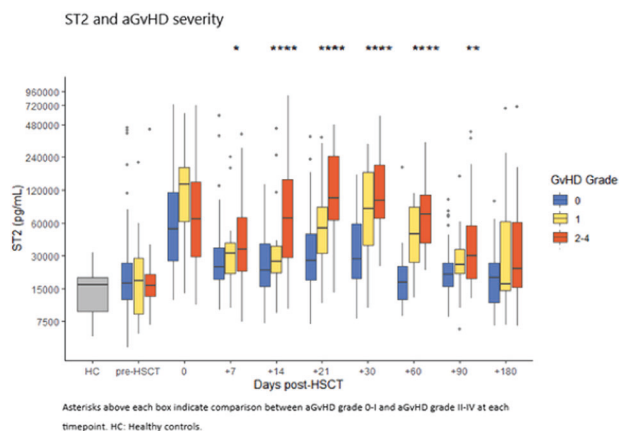 ST2 and aGvHD severity
* **** **** **** **** **
960000
720000
480000
240000
120000
60000
30000
15000
7500
ST2 (pg/mL)
GvHD Grade
0
1
2-4
HC pre-HSCT 0 +7 +14 +21 +30 +60 +90 +180
Days post-HSCT
Asterisks above each box indicate comparison between aGvHD grade 0-I and aGvHD grade II-IV at each
timepoint. HC: Healthy controls.